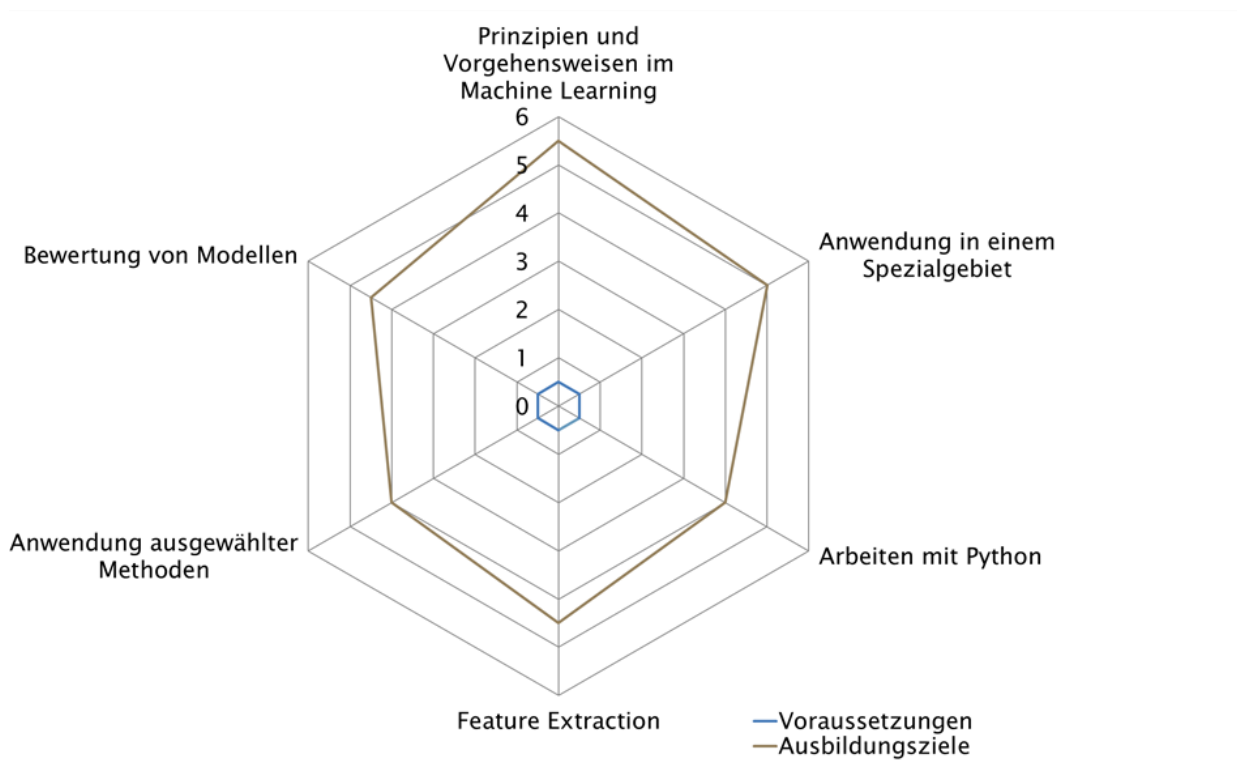 Prinzipien und
Vorgehensweisen im
Machine Learning
6
5
4
3
2
1
0
Anwendung in einem
Spezialgebiet
Arbeiten mit Python
Feature Extraction
Anwendung ausgewählter
Methoden
Bewertung von Modellen
Voraussetzungen
Ausbildungsziele